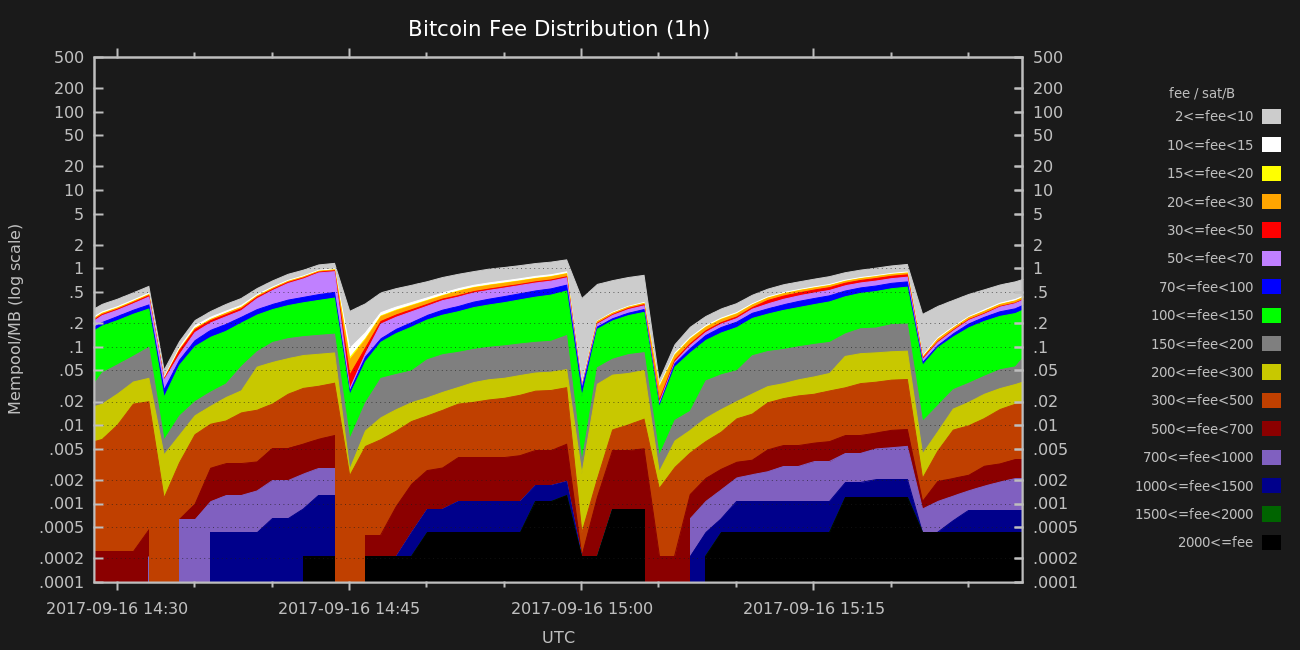 Bitcoin Fee Distribution (1h)
Mempool/MB (log scale)
500
200
100
50
20
10
5
2
1
.5
.2
.1
.05
.02
.01
.005
.002
.001
.0005
.0002
.0001
500
200
100
50
20
10
5
2
1
.5
.2
.1
.05
.02
.01
.005
.002
.001
.0005
.0002
.0001
2017-09-16 14:30
2017-09-16 14:45
2017-09-16 15:00
2017-09-16 15:15
UTC
fee / sat/B
2<=fee<10
10<=fee<15
15<=fee<20
20<=fee<30
30<=fee<50
50<=fee<70
70<=fee<100
100<=fee<150
150<=fee<200
200<=fee<300
300<=fee<500
500<=fee<700
700<=fee<1000
1000<=fee<1500
1500<=fee<2000
2000<=fee